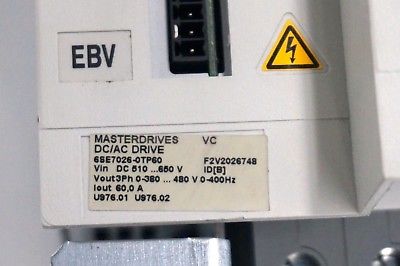 EBV
MASTERDRIVES VC
DC/AC DRIVE
6SE7026-0TP60 F2V2026748
Vin DC 510 ...650 V ID[B]
Vout3Ph 0-380 ... 480 V 0-400Hz
Iout 60,0 A
U976.01 U976.02